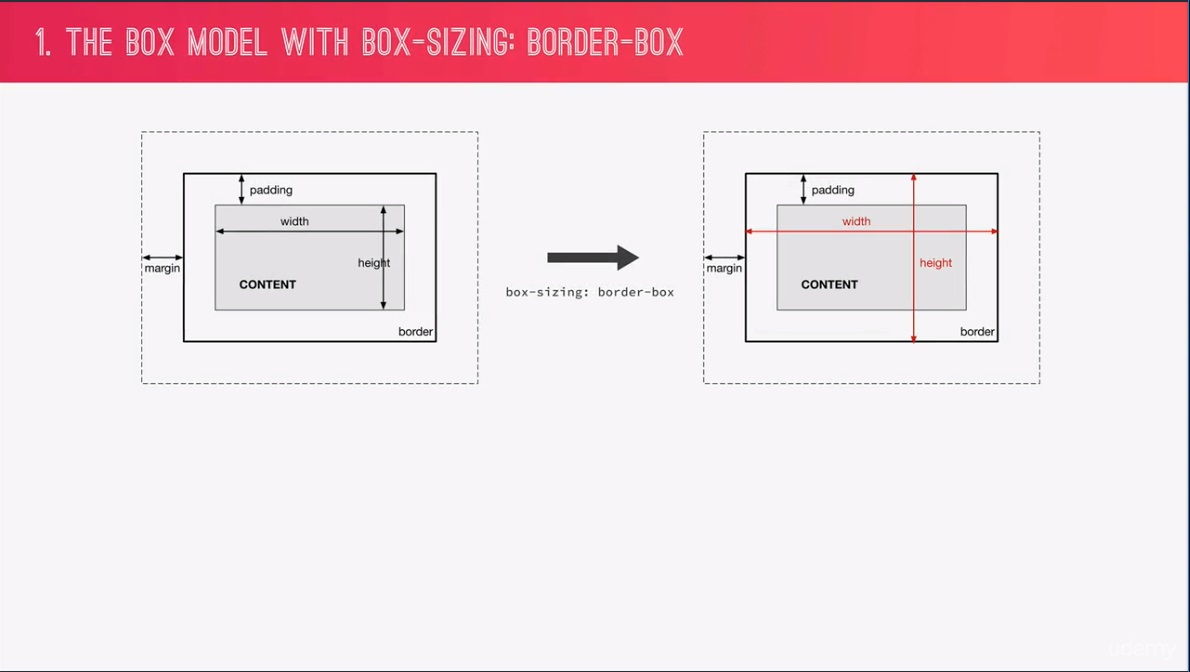 1. THE BOX MODEL WITH BOX-SIZING: BORDER-BOX
padding
width
height
margin
CONTENT
border
box-sizing: border-box
padding
width
height
margin
CONTENT
border
udemy